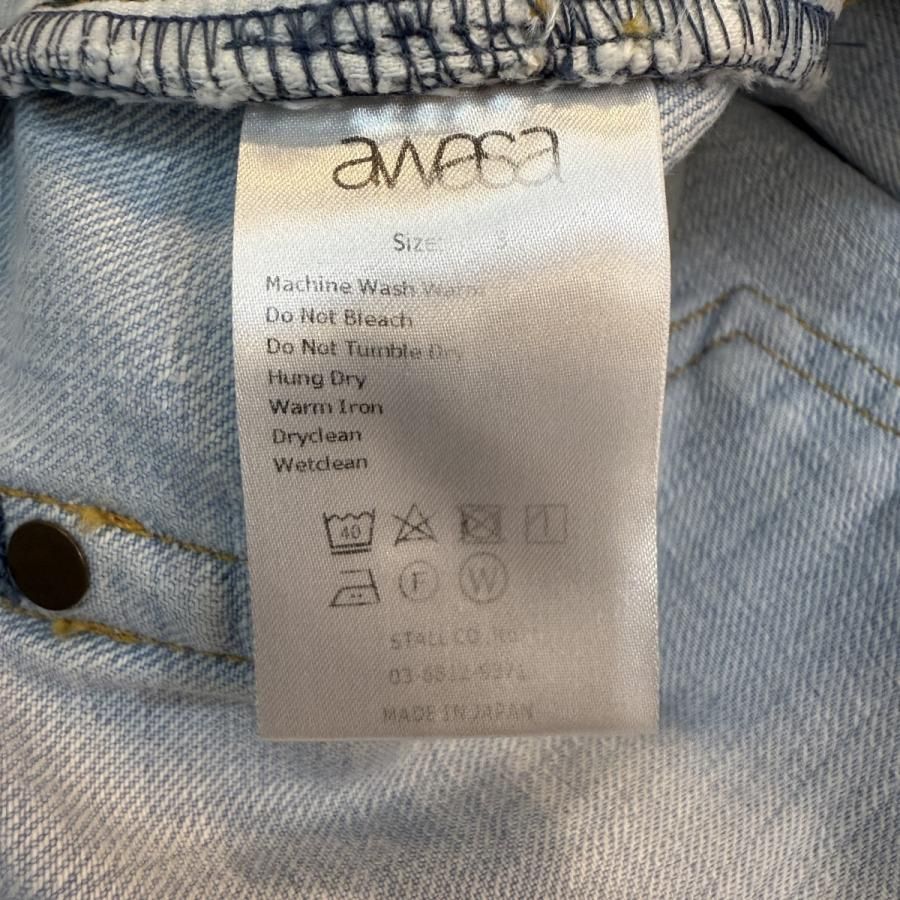 awasa
Size:
Machine Wash Warm
Do Not Bleach
Do Not Tumble Dry
Hung Dry
Warm Iron
Dryclean
Wetclean
40
F W
STALL CO
MADE IN JAPAN